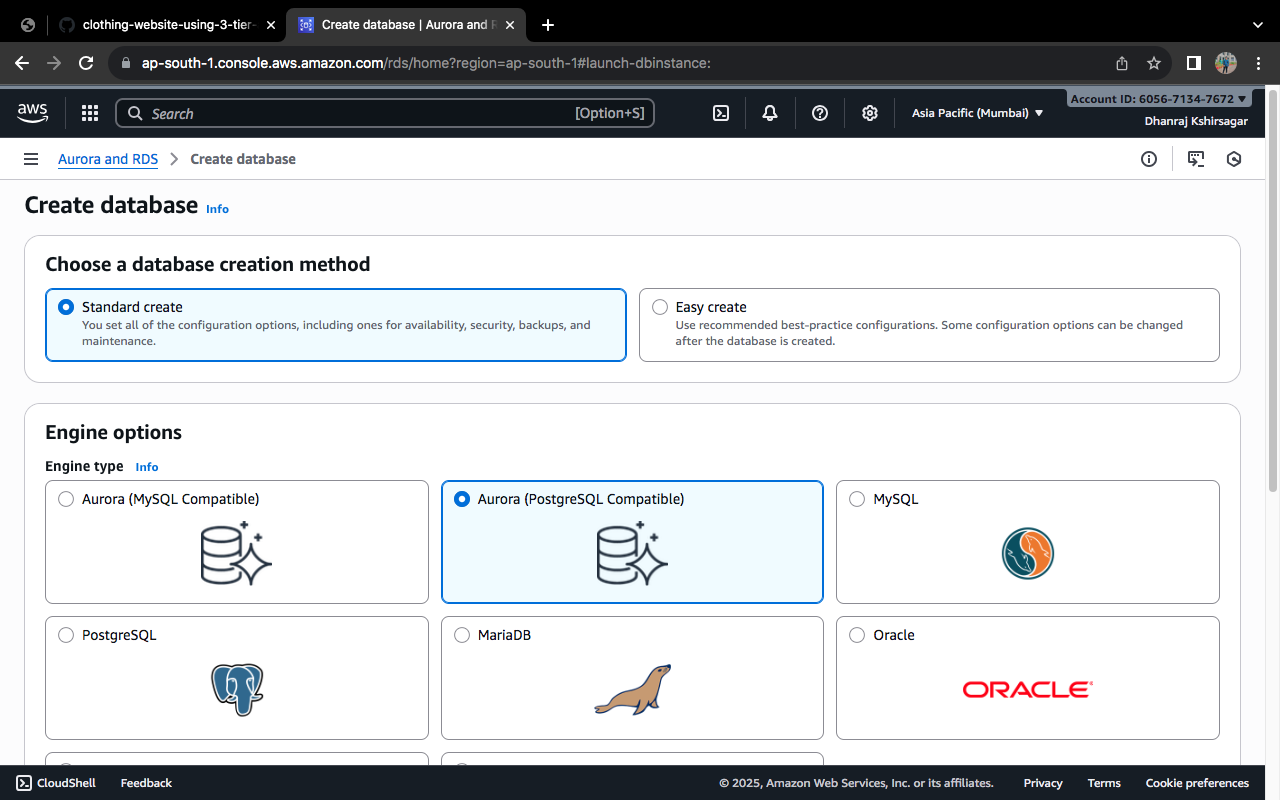 clothing-website-using-3-tier-
Create database | Aurora and R
ap-south-1.console.aws.amazon.com/rds/home?region=ap-south-1#launch-dbinstance:
aws
Search
[Option+S]
Asia Pacific (Mumbai)
Account ID: 6056-7134-7672
Dhanraj Kshirsagar
Aurora and RDS
Create database
Create database Info
Choose a database creation method
Standard create
You set all of the configuration options, including ones for availability, security, backups, and
maintenance.
Easy create
Use recommended best-practice configurations. Some configuration options can be changed
after the database is created.
Engine options
Engine type Info
Aurora (MySQL Compatible)
Aurora (PostgreSQL Compatible)
MySQL
PostgreSQL
MariaDB
Oracle
ORACLE
CloudShell
Feedback
© 2025, Amazon Web Services, Inc. or its affiliates.
Privacy
Terms
Cookie preferences